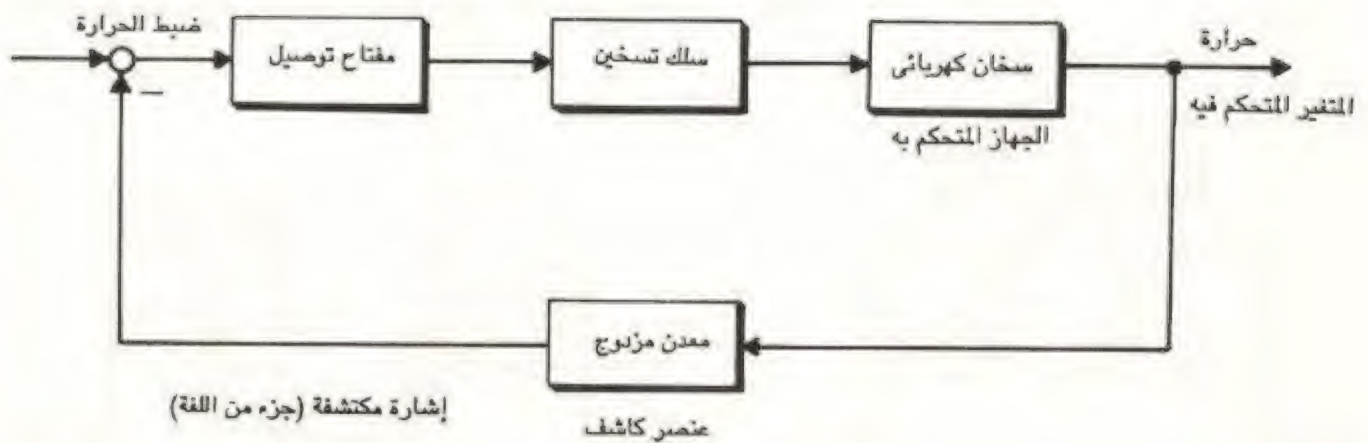 ضبط الحرارة
مفتاح توصيل
سلك تسخين
سخان كهربائى
حرارة
المتغير المتحكم فيه
الجهاز المتحكم به
معدن مزدوج
عنصر كاشف
إشارة مكتشفة (جزء من اللفة)